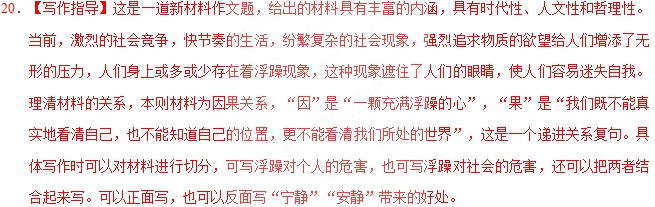 20．【写作指导】这是一道新材料作文题，给出的材料具有丰富的内涵，具有时代性、人文性和哲理性。
当前，激烈的社会竞争，快节奏的生活，纷繁复杂的社会现象，强烈追求物质的欲望给人们增添了无
形的压力，人们身上或多或少存在着浮躁现象，这种现象遮住了人们的眼睛，使人们容易迷失自我。
理清材料的关系，本则材料为因果关系，“因”是“一颗充满浮躁的心”，“果”是“我们既不能真
实地看清自己，也不能知道自己的位置，更不能看清我们所处的世界”，这是一个递进关系复句。具
体写作时可以对材料进行切分，可写浮躁对个人的危害，也可写浮躁对社会的危害，还可以把两者结
合起来写。可以正面写，也可以反面写“宁静”“安静”带来的好处。